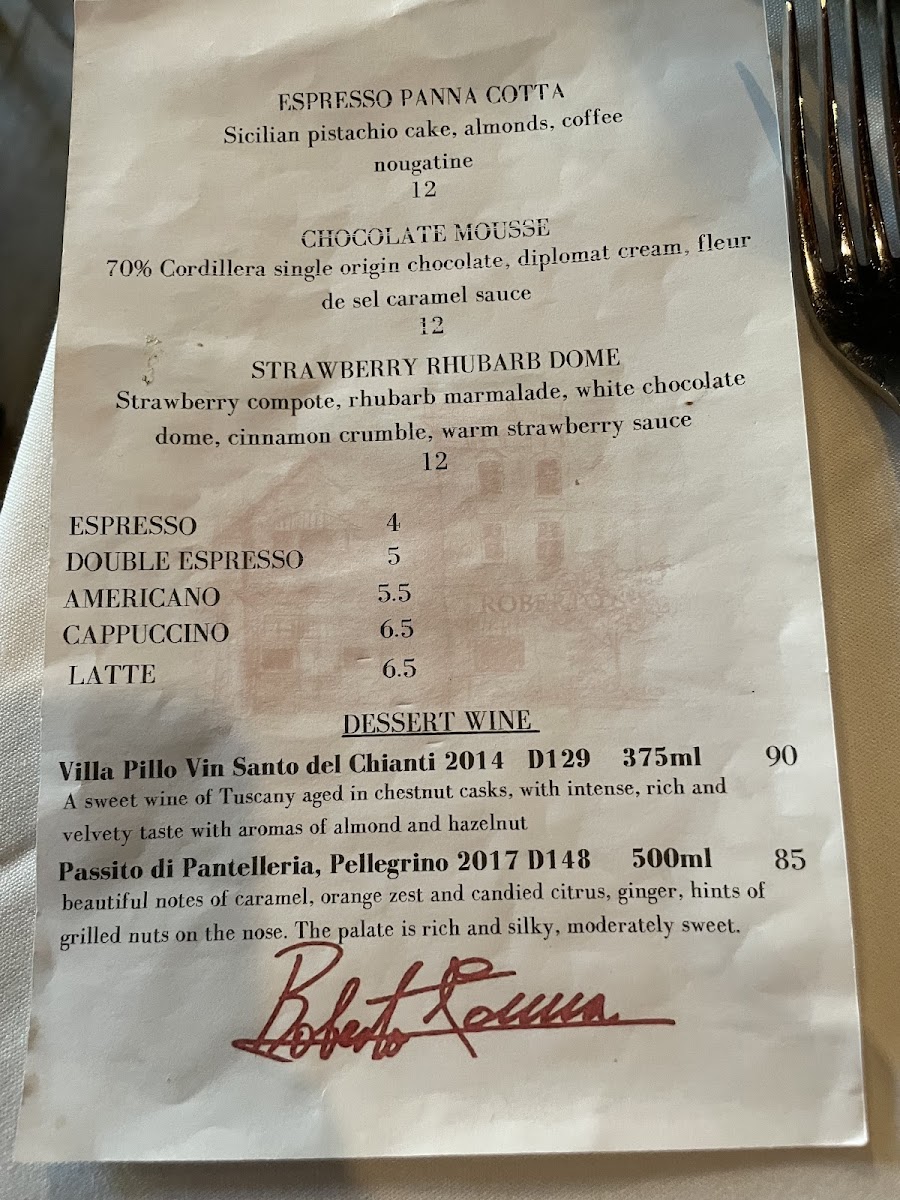 ESPRESSO PANNA COTTA
Sicilian pistachio cake, almonds, coffee
nougatine
12
CHOCOLATE MOUSSE
70% Cordillera single origin chocolate, diplomat cream, fleur
de sel caramel sauce
12
STRAWBERRY RHUBARB DOME
Strawberry compote, rhubarb marmalade, white chocolate
dome, cinnamon crumble, warm strawberry sauce
12
ESPRESSO 4
DOUBLE ESPRESSO 5
AMERICANO 5.5
ROBERTO'S
CAPPUCCINO 6.5
LATTE 6.5
DESSERT WINE
Villa Pillo Vin Santo del Chianti 2014 D129 375ml 90
A sweet wine of Tuscany aged in chestnut casks, with intense, rich and
velvety taste with aromas of almond and hazelnut
Passito di Pantelleria, Pellegrino 2017 D148 500ml 85
beautiful notes of caramel, orange zest and candied citrus, ginger, hints of
grilled nuts on the nose. The palate is rich and silky, moderately sweet.
Roberto